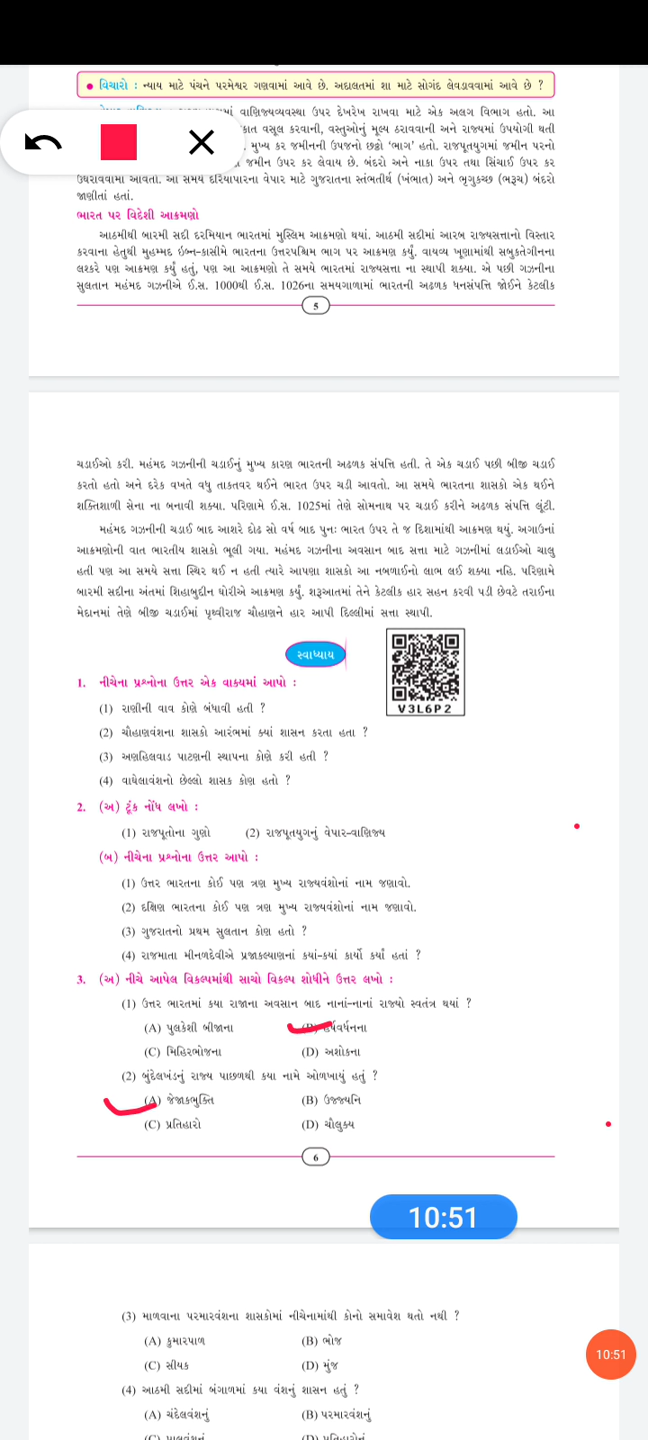 ● વિચારો : ન્યાય માટે પંચને પરમેશ્વર ગણવામાં આવે છે. અદાલતમાં શા માટે સોગંદ લેવડાવવામાં આવે છે ?
વાણિજ્યવ્યવસ્થા ઉપર દેખરેખ રાખવા માટે એક અલગ વિભાગ હતો. આ
વસૂલ કરવાની, વસ્તુઓનું મૂલ્ય ઠરાવવાની અને રાજ્યમાં ઉપયોગી થતી
મુખ્ય કર જમીનની ઉપજનો છઠ્ઠો ‘ભાગ’ હતો. રાજપૂતયુગમાં જમીન પરનો
જમીન ઉપર કર લેવાય છે. બંદરો અને નાકા ઉપર તથા સિંચાઈ ઉપર કર
ઉઘરાવવામાં આવતો. આ સમયે દરિયાપારના વેપાર માટે ગુજરાતના સ્તંભતીર્થ (ખંભાત) અને ભૃગુકચ્છ (ભરૂચ) બંદરો
જાણીતાં હતાં.
ભારત પર વિદેશી આક્રમણો
આઠમીથી બારમી સદી દરમિયાન ભારતમાં મુસ્લિમ આક્રમણો થયાં. આઠમી સદીમાં આરબ રાજ્યસત્તાનો વિસ્તાર
કરવાના હેતુથી મુહમ્મદ ઇબ્ન-કાસીમે ભારતના ઉત્તરપશ્ચિમ ભાગ પર આક્રમણ કર્યું. વાયવ્ય ખૂણામાંથી સબુકતેગીનના
લશ્કરે પણ આક્રમણ કર્યું હતું, પણ આ આક્રમણો તે સમયે ભારતમાં રાજ્યસત્તા ના સ્થાપી શક્યા. એ પછી ગઝનીના
સુલતાન મહંમદ ગઝનીએ ઈ.સ. 1000થી ઈ.સ. 1026ના સમયગાળામાં ભારતની અઢળક ધનસંપત્તિ જોઈને કેટલીક
5
ચડાઈઓ કરી. મહંમદ ગઝનીની ચડાઈનું મુખ્ય કારણ ભારતની અઢળક સંપત્તિ હતી. તે એક ચડાઈ પછી બીજી ચડાઈ
કરતો હતો અને દરેક વખતે વધુ તાકતવર થઈને ભારત ઉપર ચડી આવતો. આ સમયે ભારતના શાસકો એક થઈને
શક્તિશાળી સેના ના બનાવી શક્યા. પરિણામે ઈ.સ. 1025માં તેણે સોમનાથ પર ચડાઈ કરીને અઢળક સંપત્તિ લૂંટી.
મહંમદ ગઝનીની ચડાઈ બાદ આશરે દોઢ સો વર્ષ બાદ પુનઃ ભારત ઉપર તે જ દિશામાંથી આક્રમણ થયું. અગાઉનાં
આક્રમણોની વાત ભારતીય શાસકો ભૂલી ગયા. મહંમદ ગઝનીના અવસાન બાદ સત્તા માટે ગઝનીમાં લડાઈઓ ચાલુ
હતી પણ આ સમયે સત્તા સ્થિર થઈ ન હતી ત્યારે આપણા શાસકો આ નબળાઈનો લાભ લઈ શક્યા નહિ. પરિણામે
બારમી સદીના અંતમાં શિહાબુદીન ઘોરીએ આક્રમણ કર્યું. શરૂઆતમાં તેને કેટલીક હાર સહન કરવી પડી છેવટે તરાઈના
મેદાનમાં તેણે બીજી ચડાઈમાં પૃથ્વીરાજ ચૌહાણને હાર આપી દિલ્લીમાં સત્તા સ્થાપી.
સ્વાધ્યાય
V3L6P2
1. નીચેના પ્રશ્નોના ઉત્તર એક વાક્યમાં આપો :
(1) રાણીની વાવ કોણે બંધાવી હતી ?
(2) ચૌહાણવંશના શાસકો આરંભમાં ક્યાં શાસન કરતા હતા ?
(3) અણહિલવાડ પાટણની સ્થાપના કોણે કરી હતી ?
(4) વાઘેલાવંશનો છેલ્લો શાસક કોણ હતો ?
2. (અ) ટૂંક નોંધ લખો :
(1) રાજપૂતોના ગુણો (2) રાજપૂતયુગનું વેપાર-વાણિજ્ય
(બ) નીચેના પ્રશ્નોના ઉત્તર આપો :
(1) ઉત્તર ભારતના કોઈ પણ ત્રણ મુખ્ય રાજ્યવંશોનાં નામ જણાવો.
(2) દક્ષિણ ભારતના કોઈ પણ ત્રણ મુખ્ય રાજ્યવંશોનાં નામ જણાવો.
(3) ગુજરાતનો પ્રથમ સુલતાન કોણ હતો ?
(4) રાજમાતા મીનળદેવીએ પ્રજાકલ્યાણનાં કયાં-કયાં કાર્યો કર્યાં હતાં ?
3. (અ) નીચે આપેલ વિકલ્પમાંથી સાચો વિકલ્પ શોધીને ઉત્તર લખો :
(1) ઉત્તર ભારતમાં કયા રાજાના અવસાન બાદ નાનાં-નાનાં રાજ્યો સ્વતંત્ર થયાં ?
(A) પુલકેશી બીજાના (B) હર્ષવર્ધનના
(C) મિહિરભોજના (D) અશોકના
(2) બુંદેલખંડનું રાજ્ય પાછળથી કયા નામે ઓળખાયું હતું ?
(A) જેજાકભુક્તિ (B) ઉજ્જયનિ
(C) પ્રતિહારો (D) ચૌલુક્ય
6
10:51
(3) માળવાના પરમારવંશના શાસકોમાં નીચેનામાંથી કોનો સમાવેશ થતો નથી ?
(A) કુમારપાળ (B) ભોજ
10:51
(C) સીયક (D) મુંજ
(4) આઠમી સદીમાં બંગાળમાં કયા વંશનું શાસન હતું ?
(A) ચંદેલવંશનું (B) પરમારવંશનું
(C) પાલવંશનું (D) પ્રતિહારોનું